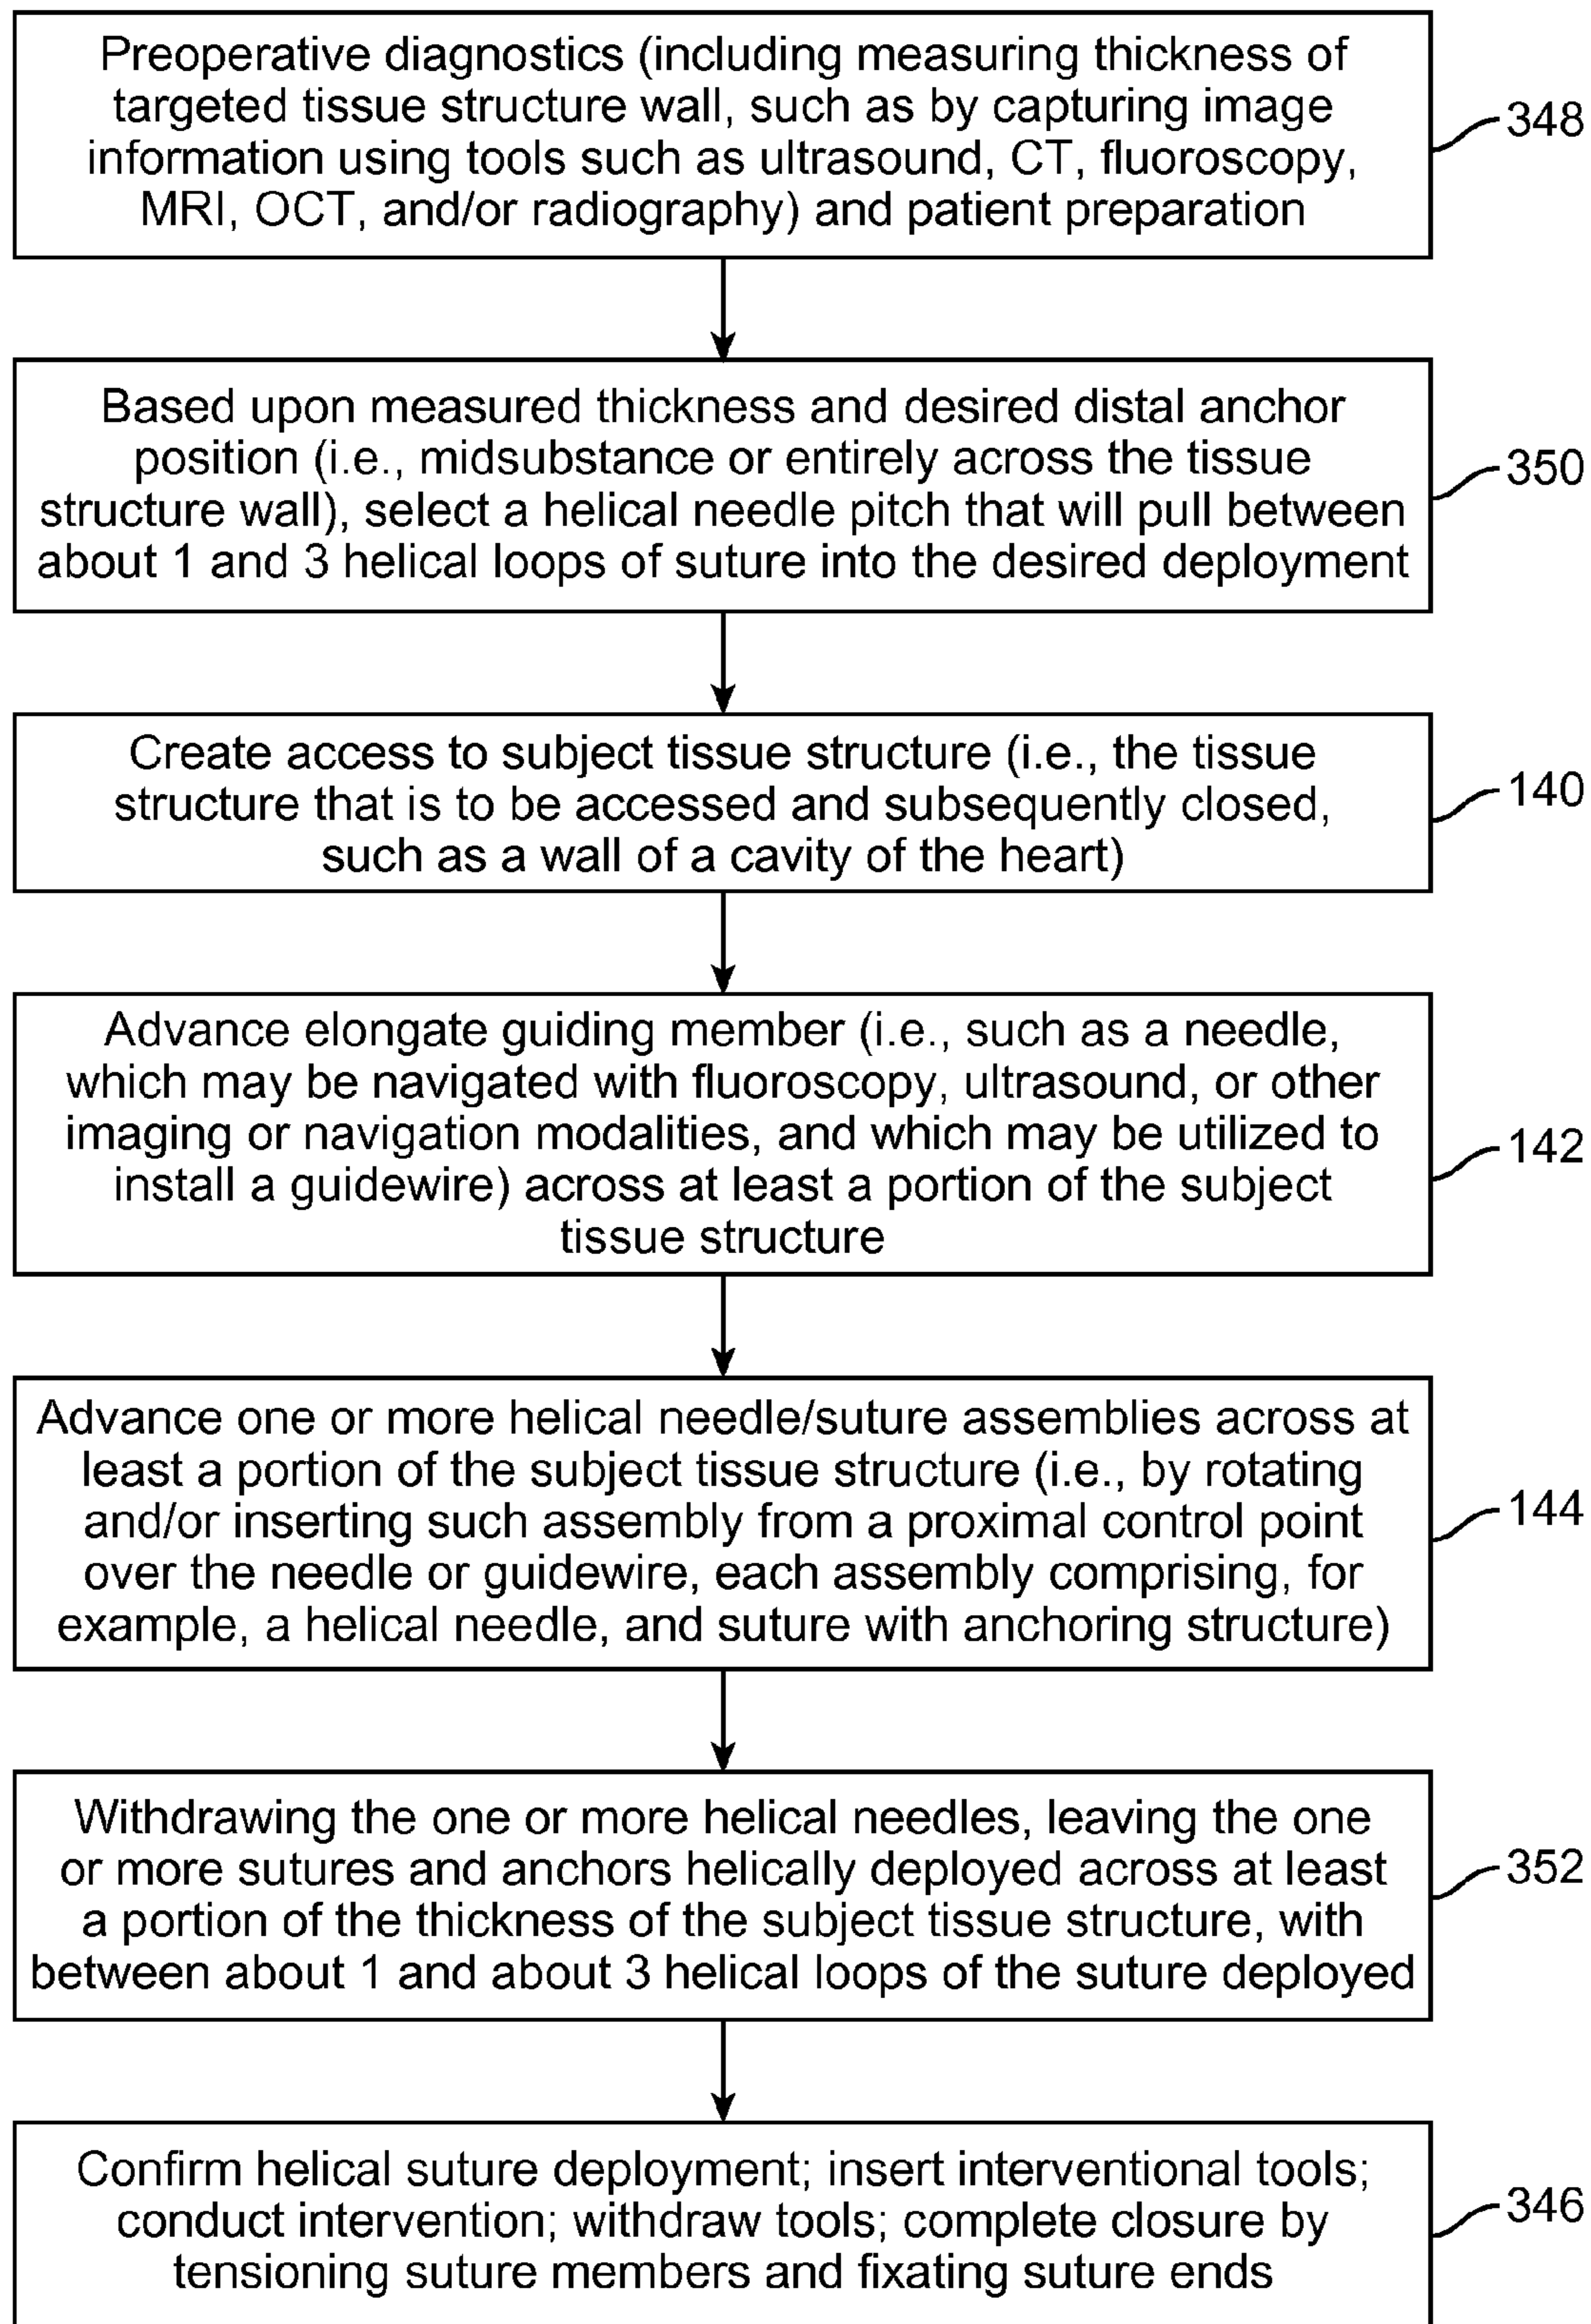 Preoperative diagnostics (including measuring thickness of
targeted tissue structure wall, such as by capturing image
information using tools such as ultrasound, CT, fluoroscopy,
MRI, OCT, and/or radiography) and patient preparation
348
Based upon measured thickness and desired distal anchor
position (i.e., midsubstance or entirely across the tissue
structure wall), select a helical needle pitch that will pull between
about 1 and 3 helical loops of suture into the desired deployment
350
Create access to subject tissue structure (i.e., the tissue
structure that is to be accessed and subsequently closed,
such as a wall of a cavity of the heart)
140
Advance elongate guiding member (i.e., such as a needle,
which may be navigated with fluoroscopy, ultrasound, or other
imaging or navigation modalities, and which may be utilized to
install a guidewire) across at least a portion of the subject
tissue structure
142
Advance one or more helical needle/suture assemblies across at
least a portion of the subject tissue structure (i.e., by rotating
and/or inserting such assembly from a proximal control point
over the needle or guidewire, each assembly comprising, for
example, a helical needle, and suture with anchoring structure)
144
Withdrawing the one or more helical needles, leaving the one
or more sutures and anchors helically deployed across at least
a portion of the thickness of the subject tissue structure, with
between about 1 and about 3 helical loops of the suture deployed
352
Confirm helical suture deployment; insert interventional tools;
conduct intervention; withdraw tools; complete closure by
tensioning suture members and fixating suture ends
346